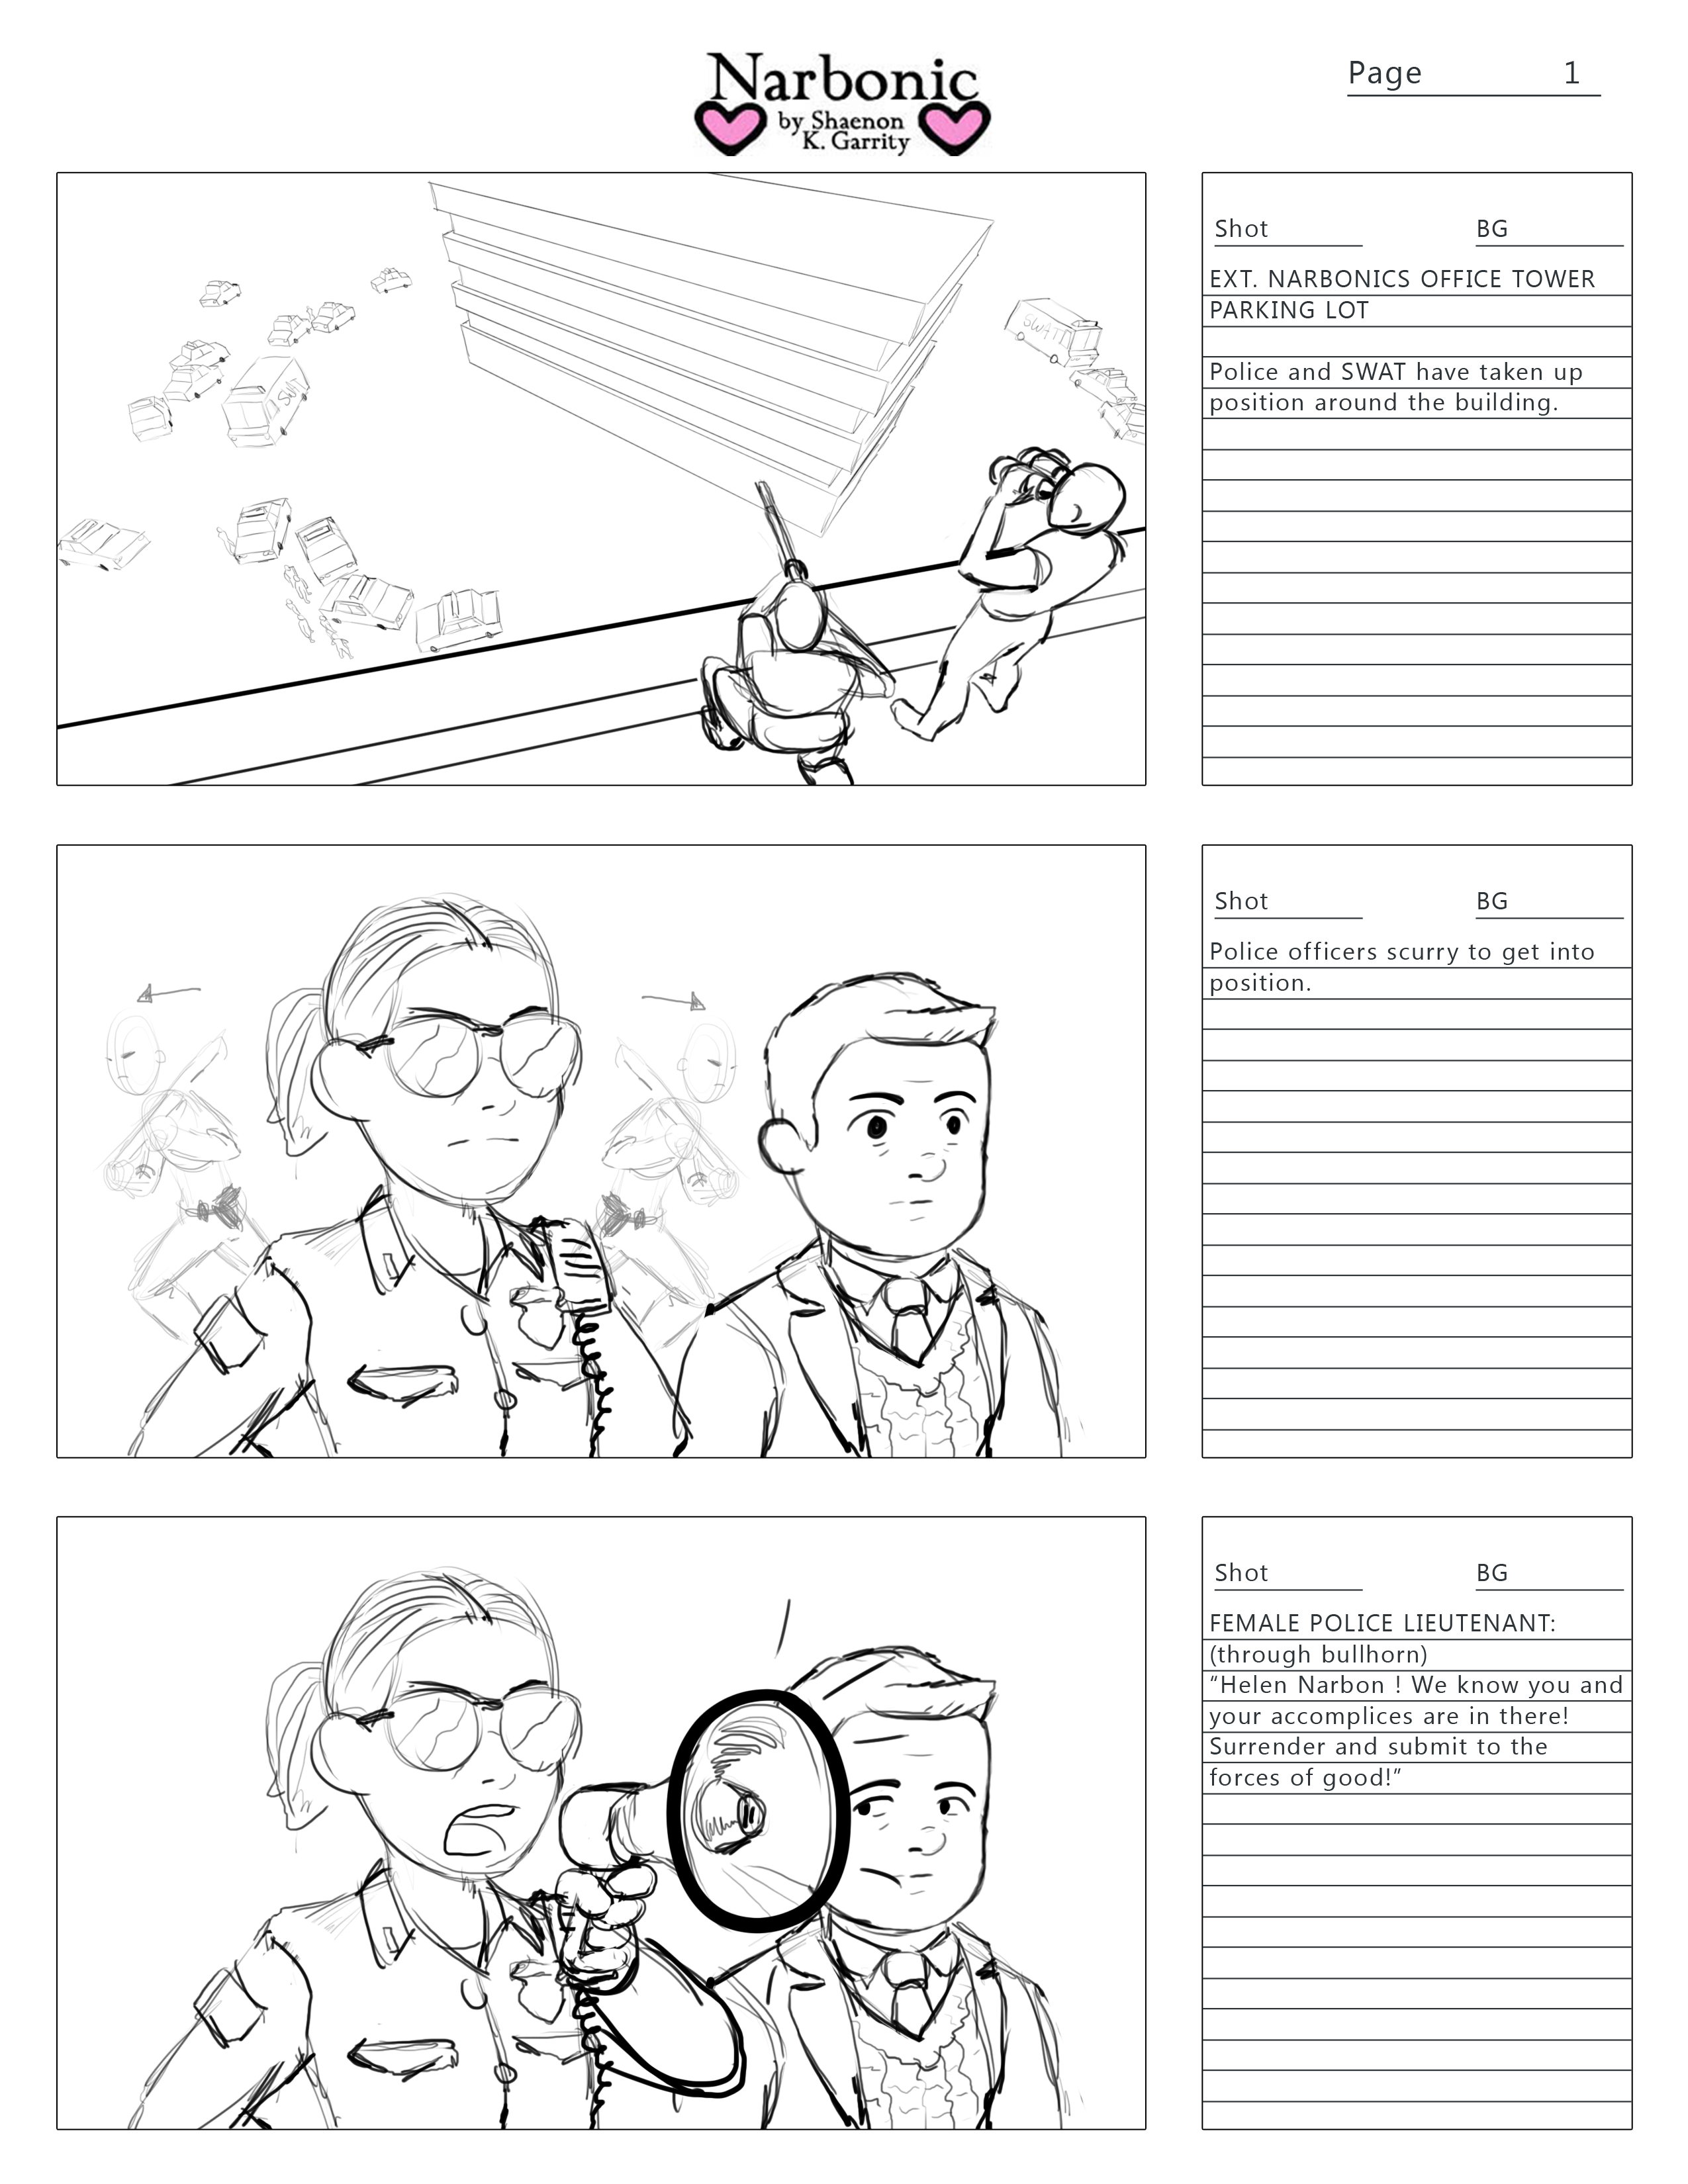 Narbonic
by Shaenon
K. Garrity
Page 1
SWAT
Shot BG
EXT. NARBONICS OFFICE TOWER
PARKING LOT
Police and SWAT have taken up
position around the building.
Shot BG
Police officers scurry to get into
position.
Shot BG
FEMALE POLICE LIEUTENANT:
(through bullhorn)
“Helen Narbon ! We know you and
your accomplices are in there!
Surrender and submit to the
forces of good!”